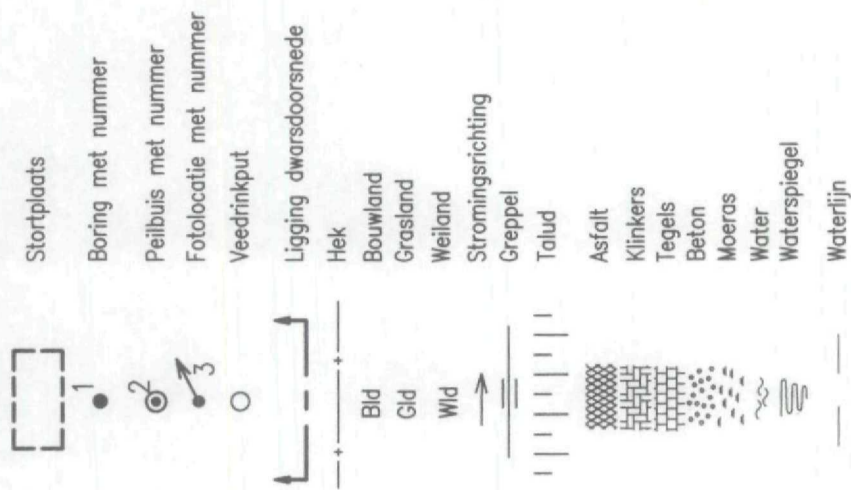 Stortplaats
1 Boring met nummer
2 Peilbuis met nummer
3 Fotolocatie met nummer
Veedrinkput
Ligging dwarsdoorsnede
Hek
Bld Bouwland
Gld Grasland
Wld Weiland
Stromingsrichting
Greppel
Talud
Asfalt
Klinkers
Tegels
Beton
Moeras
Water
Waterspiegel
Waterlijn